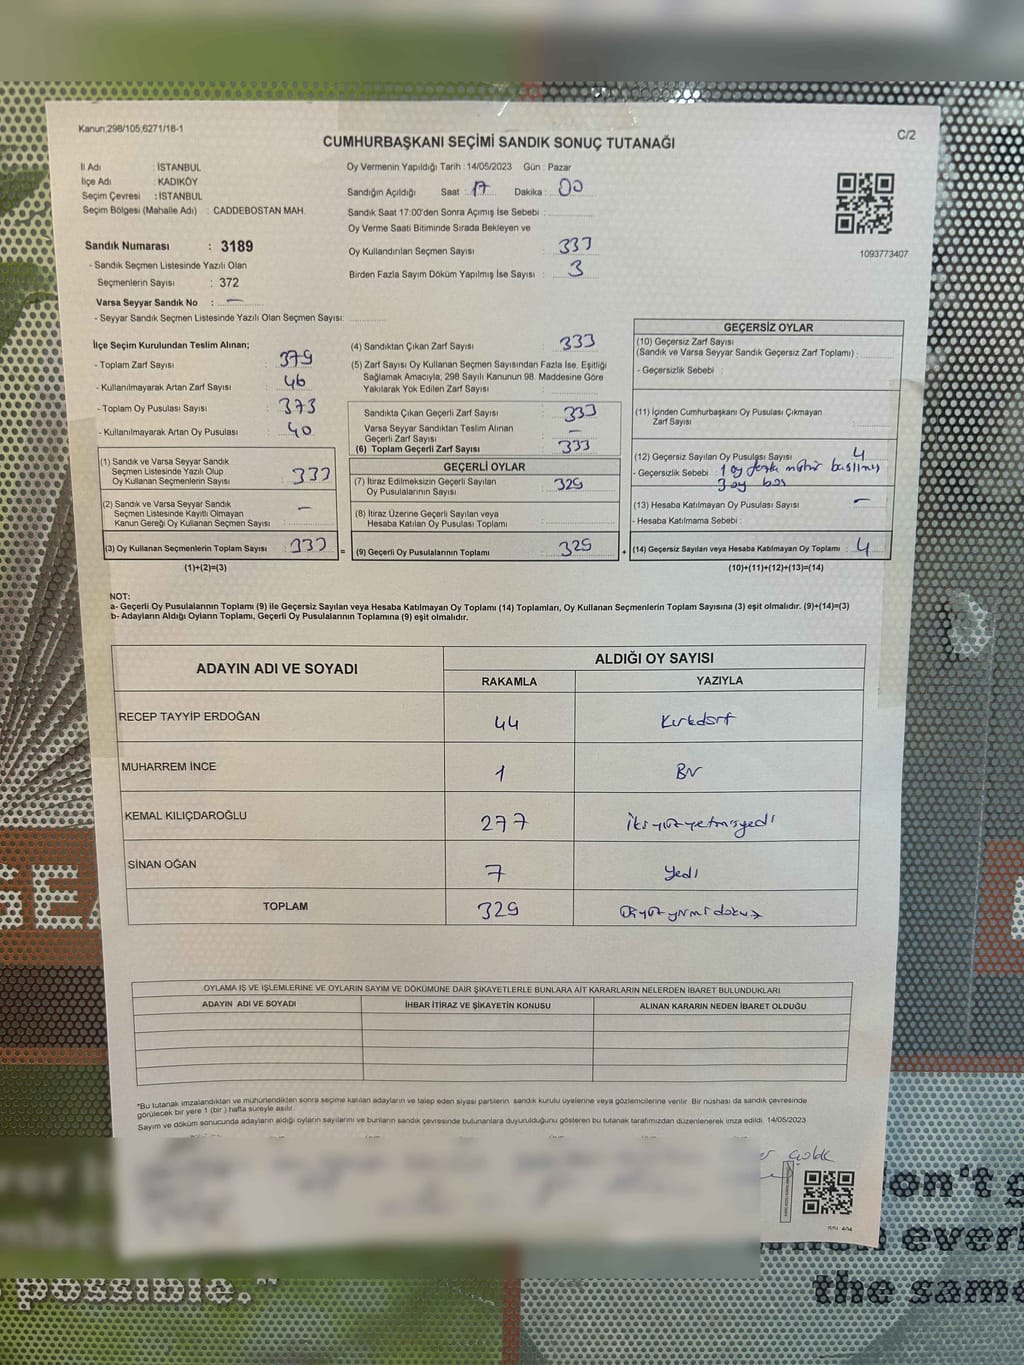 Kanun;298/105;6271/18-1
C/2
CUMHURBAŞKANI SEÇİMİ SANDIK SONUÇ TUTANAĞI
İl Adı : İSTANBUL
İlçe Adı : KADIKÖY
Seçim Çevresi : İSTANBUL
Seçim Bölgesi (Mahalle Adı) : CADDEBOSTAN MAH.
Sandık Numarası : 3189
- Sandık Seçmen Listesinde Yazılı Olan
Seçmenlerin Sayısı : 372
Varsa Seyyar Sandık No : —
- Seyyar Sandık Seçmen Listesinde Yazılı Olan Seçmen Sayısı:
Oy Vermenin Yapıldığı Tarih : 14/05/2023 Gün : Pazar
Sandığın Açıldığı Saat : 17 Dakika : 00
Sandık Saat 17:00'den Sonra Açımış İse Sebebi :
Oy Verme Saati Bitiminde Sırada Bekleyen ve
Oy Kullandırılan Seçmen Sayısı : 333
Birden Fazla Sayım Döküm Yapılmış İse Sayısı : 3
1093773407
İlçe Seçim Kurulundan Teslim Alınan;
- Toplam Zarf Sayısı : 379
- Kullanılmayarak Artan Zarf Sayısı : 46
- Toplam Oy Pusulası Sayısı : 373
- Kullanılmayarak Artan Oy Pusulası : 40
(1) Sandık ve Varsa Seyyar Sandık
Seçmen Listesinde Yazılı Olup
Oy Kullanan Seçmenlerin Sayısı : 333
(2) Sandık ve Varsa Seyyar Sandık
Seçmen Listesinde Kayıtlı Olmayan
Kanun Gereği Oy Kullanan Seçmen Sayısı : —
(3) Oy Kullanan Seçmenlerin Toplam Sayısı : 333 =
(1)+(2)=(3)
(4) Sandıktan Çıkan Zarf Sayısı : 333
(5) Zarf Sayısı Oy Kullanan Seçmen Sayısından Fazla İse, Eşitliği
Sağlamak Amacıyla, 298 Sayılı Kanunun 98. Maddesine Göre
Yakılarak Yok Edilen Zarf Sayısı :
Sandıkta Çıkan Geçerli Zarf Sayısı : 333
Varsa Seyyar Sandıktan Teslim Alınan
Geçerli Zarf Sayısı : —
(6) Toplam Geçerli Zarf Sayısı : 333
GEÇERLİ OYLAR
(7) İtiraz Edilmeksizin Geçerli Sayılan
Oy Pusulalarının Sayısı : 329
(8) İtiraz Üzerine Geçerli Sayılan veya
Hesaba Katılan Oy Pusulası Toplamı :
(9) Geçerli Oy Pusulalarının Toplamı : 329 +
GEÇERSİZ OYLAR
(10) Geçersiz Zarf Sayısı
(Sandık ve Varsa Seyyar Sandık Geçersiz Zarf Toplamı) :
- Geçersizlik Sebebi :
(11) İçinden Cumhurbaşkanı Oy Pusulası Çıkmayan
Zarf Sayısı :
(12) Geçersiz Sayılan Oy Pusulası Sayısı : 4
- Geçersizlik Sebebi : 1 oy fazla mühür basılmış
3 oy boş
(13) Hesaba Katılmayan Oy Pusulası Sayısı : —
- Hesaba Katılmama Sebebi :
(14) Geçersiz Sayılan veya Hesaba Katılmayan Oy Toplamı : 4
(10)+(11)+(12)+(13)=(14)
NOT:
a- Geçerli Oy Pusulalarının Toplamı (9) ile Geçersiz Sayılan veya Hesaba Katılmayan Oy Toplamı (14) Toplamları, Oy Kullanan Seçmenlerin Toplam Sayısına (3) eşit olmalıdır. (9)+(14)=(3)
b- Adayların Aldığı Oyların Toplamı, Geçerli Oy Pusulalarının Toplamına (9) eşit olmalıdır.
ADAYIN ADI VE SOYADI
ALDIĞI OY SAYISI
RAKAMLA YAZIYLA
RECEP TAYYİP ERDOĞAN 44 Kırkdört
MUHARREM İNCE 1 Bir
KEMAL KILIÇDAROĞLU 277 İkiyüzyetmişyedi
SİNAN OĞAN 7 Yedi
TOPLAM 329 Üçyüzyirmidokuz
OYLAMA İŞ VE İŞLEMLERİNE VE OYLARIN SAYIM VE DÖKÜMÜNE DAİR ŞİKAYETLERLE BUNLARA AİT KARARLARIN NELERDEN İBARET BULUNDUKLARI
ADAYIN ADI VE SOYADI İHBAR İTİRAZ VE ŞİKAYETİN KONUSU ALINAN KARARIN NEDEN İBARET OLDUĞU
*Bu tutanak imzalandıktan ve mühürlendikten sonra seçime katılan adayların ve talep eden siyasi partilerin sandık kurulu üyelerine veya gözlemcilerine verilir. Bir nüshası da sandık çevresinde
görülecek bir yere 1 (bir ) hafta süreyle asılır.
Sayım ve döküm sonucunda adayların aldığı oyların sayılarını ve bunların sandık çevresinde bulunanlara duyurulduğunu gösteren bu tutanak tarafımızdan düzenlenerek imza edildi. 14/05/2023
on't
ever
possible."
the same